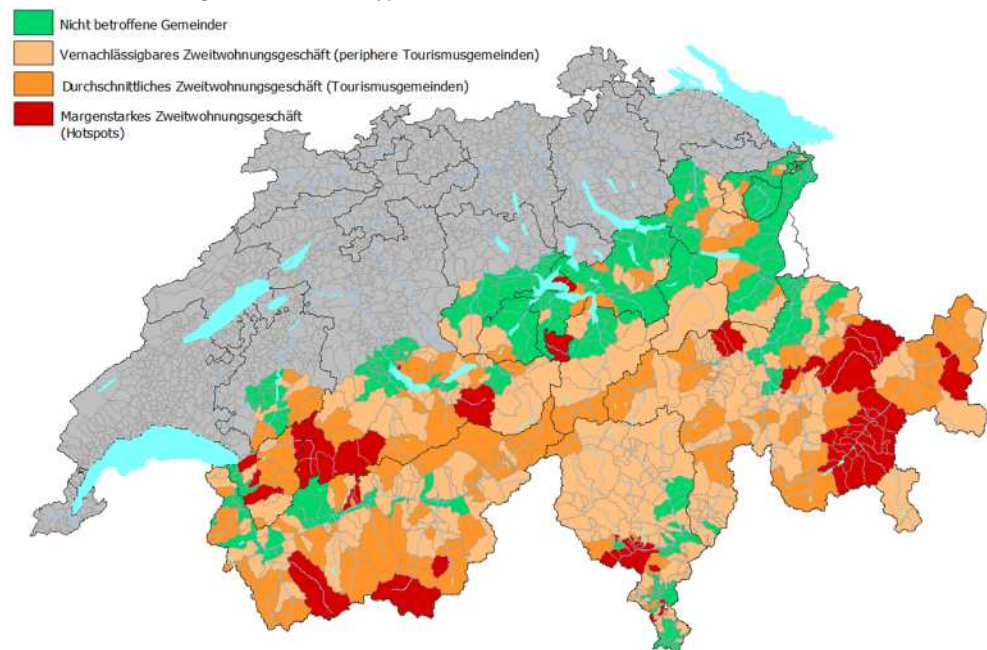 Nicht betroffene Gemeinder
Vernachlässigbares Zweitwohnungsgeschäft (periphere Tourismusgemeinden)
Durchschnittliches Zweitwohnungsgeschäft (Tourismusgemeinden)
Margenstarkes Zweitwohnungsgeschäft
(Hotspots)